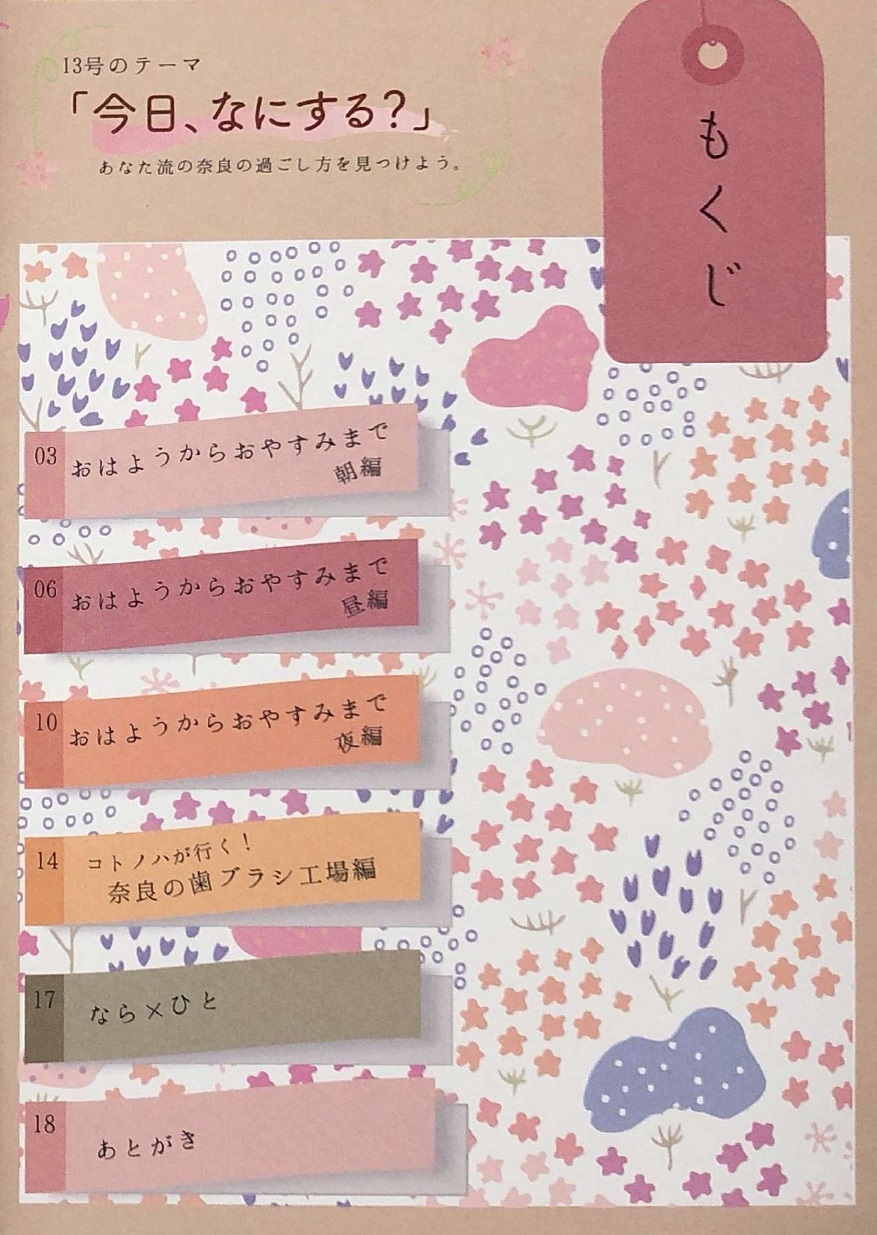 13号のテーマ
「今日、なにする？」
あなた流の奈良の過ごし方を見つけよう。
もくじ
03
おはようからおやすみまで
朝編
06
おはようからおやすみまで
昼編
10
おはようからおやすみまで
夜編
14
コトノハが行く！
奈良の歯ブラシ工場編
17
なら×ひと
18
あとがき